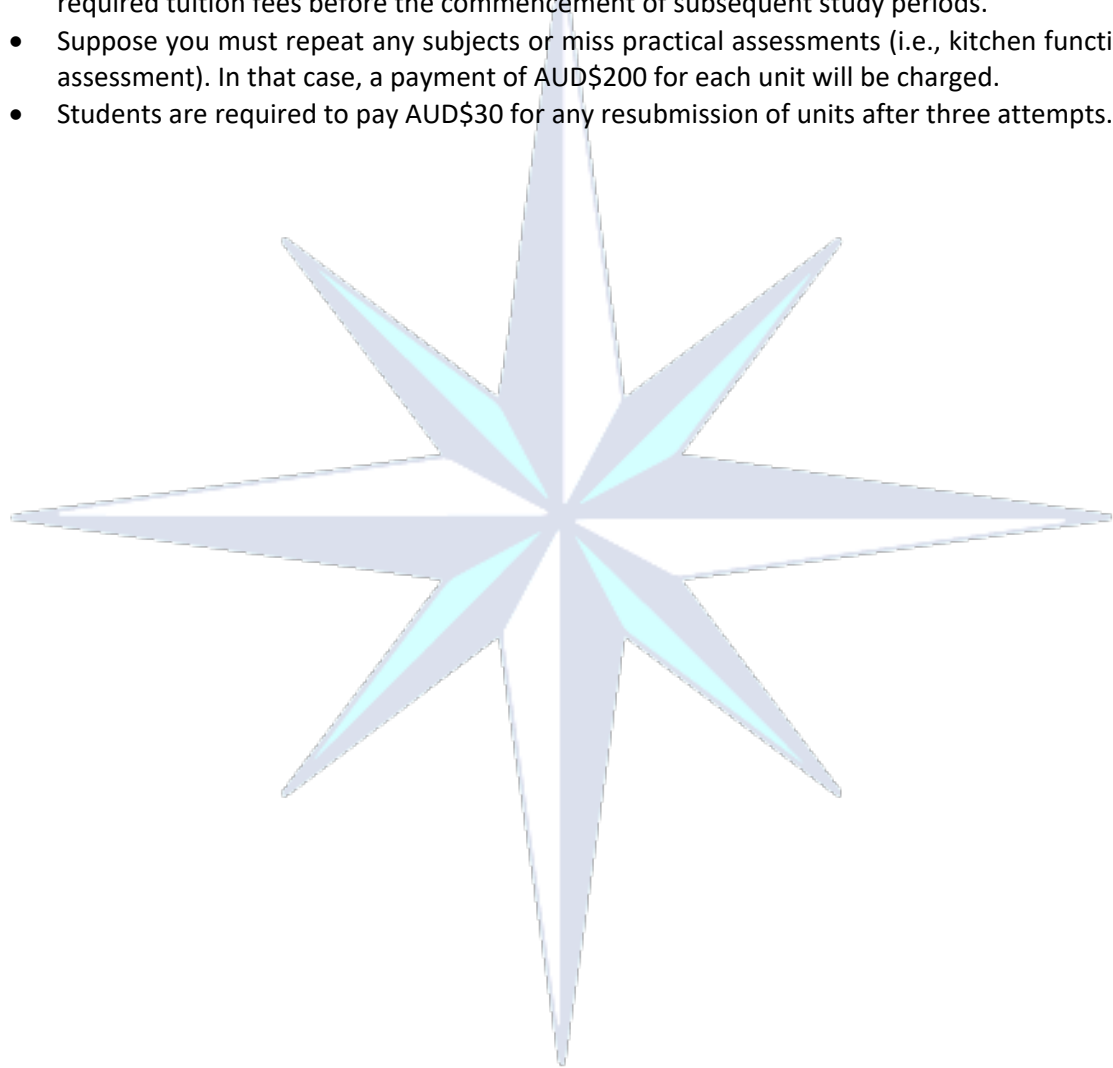 required tuition fees before the commencement of subsequent study periods.
• Suppose you must repeat any subjects or miss practical assessments (i.e., kitchen functi
assessment). In that case, a payment of AUD$200 for each unit will be charged.
• Students are required to pay AUD$30 for any resubmission of units after three attempts.